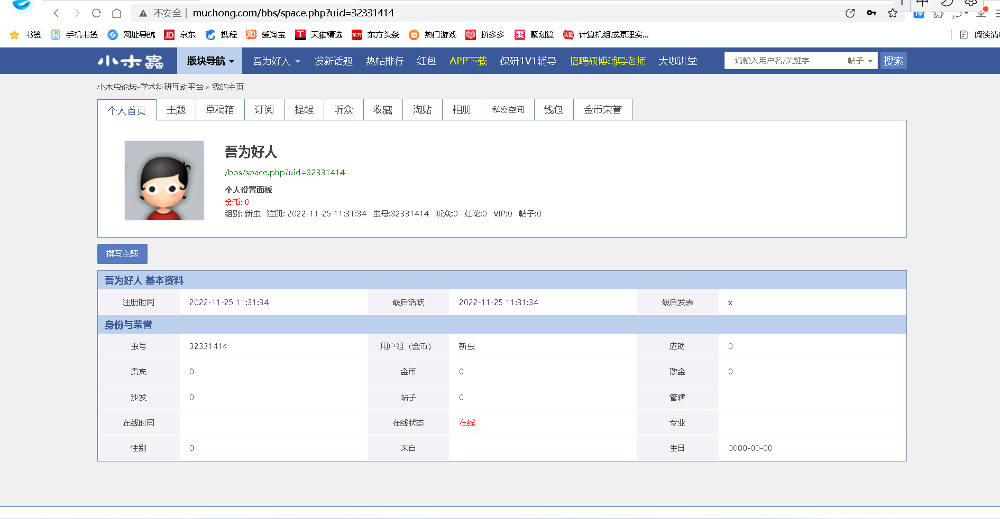 不安全 | muchong.com/bbs/space.php?uid=32331414
书签 手机书签 网址导航 JD 京东 携程 淘 爱淘宝 T 天猫精选 东方 东方头条 热门游戏 拼多多 聚 聚划算 头歌 计算机组成原理实... 阅读清
小木虫 版块导航 吾为好人 发新话题 热帖排行 红包 APP下载 保研1V1辅导 招聘硕博辅导老师 大咖讲堂 请输入用户名/关键字 帖子 搜索
小木虫论坛-学术科研互动平台 » 我的主页
个人首页 主题 草稿箱 订阅 提醒 听众 收藏 淘贴 相册 私密空间 钱包 金币荣誉
吾为好人
/bbs/space.php?uid=32331414
个人设置面板
金币: 0
组别: 新虫 注册: 2022-11-25 11:31:34 虫号:32331414 听众:0 红花:0 VIP:0 帖子:0
撰写主题
吾为好人 基本资料
注册时间 2022-11-25 11:31:34 最后活跃 2022-11-25 11:31:34 最后发表 x
身份与荣誉
虫号 32331414 用户组（金币） 新虫 应助 0
贵宾 0 金币 0 散金 0
沙发 0 帖子 0 管辖
在线时间 在线状态 在线 专业
性别 0 来自 生日 0000-00-00